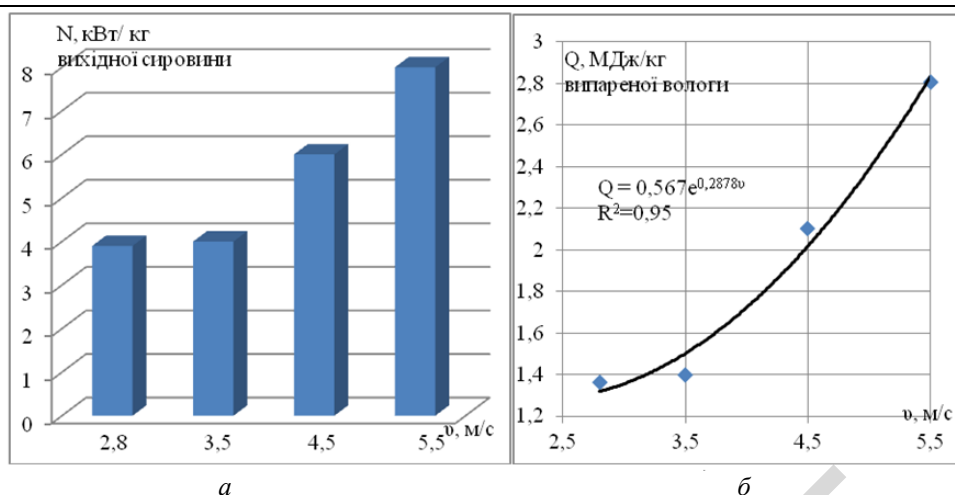 N, кВт/ кг
вихідної сировини
8
7
6
5
4
3
2
1
0
2,8
3,5
4,5
5,5
υ, м/с
а
3
2,8
2,6
2,4
2,2
2
1,8
1,6
1,4
1,2
Q, МДж/кг
випареної вологи
Q = 0,567e^0,2878υ
R²=0,95
υ, м/с
2,5
3,5
4,5
5,5
б